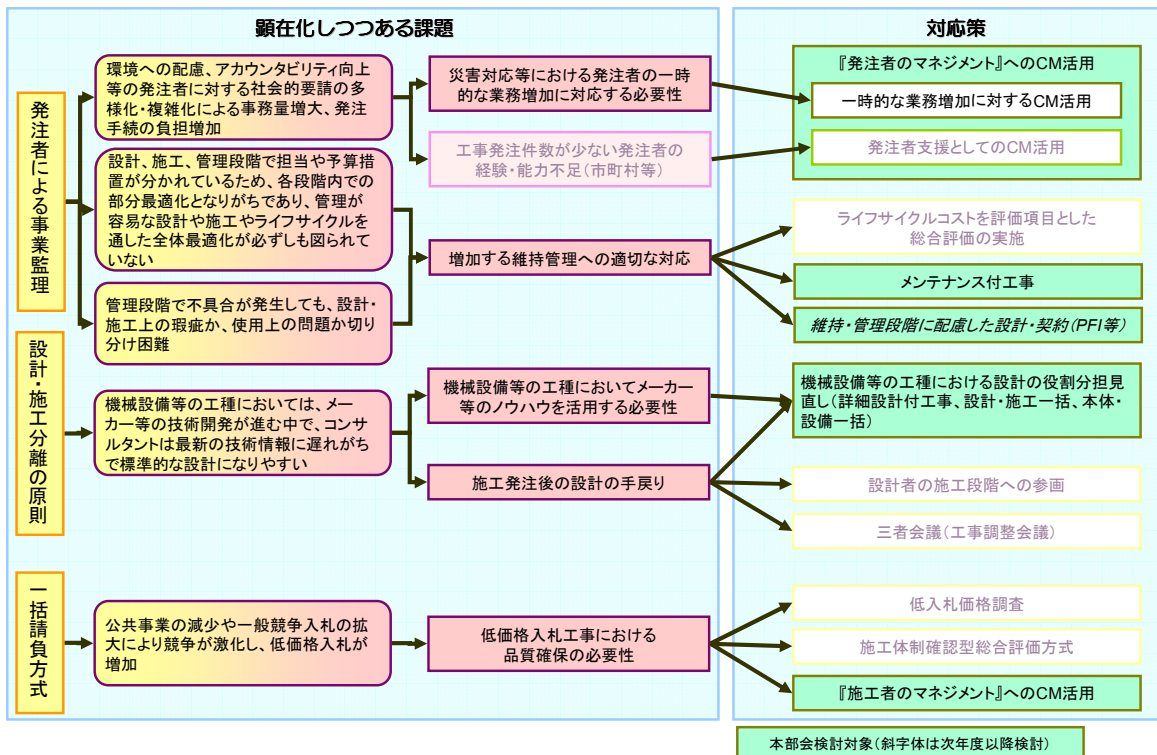 顕在化しつつある課題
対応策
発注者による事業監理
環境への配慮、アカウンタビリティ向上
等の発注者に対する社会的要請の多
様化・複雑化による事務量増大、発注
手続の負担増加
設計、施工、管理段階で担当や予算措
置が分かれているため、各段階内での
部分最適化となりがちであり、管理が
容易な設計や施工やライフサイクルを
通した全体最適化が必ずしも図られて
いない
管理段階で不具合が発生しても、設計・
施工上の瑕疵か、使用上の問題か切り
分け困難
災害対応等における発注者の一時
的な業務増加に対応する必要性
工事発注件数が少ない発注者の
経験・能力不足(市町村等)
増加する維持管理への適切な対応
『発注者のマネジメント』へのCM活用
一時的な業務増加に対するCM活用
発注者支援としてのCM活用
ライフサイクルコストを評価項目とした
総合評価の実施
メンテナンス付工事
維持・管理段階に配慮した設計・契約(PFI等)
設計・施工分離の原則
機械設備等の工種においては、メー
カー等の技術開発が進む中で、コンサ
ルタントは最新の技術情報に遅れがち
で標準的な設計になりやすい
機械設備等の工種においてメーカー
等のノウハウを活用する必要性
施工発注後の設計の手戻り
機械設備等の工種における設計の役割分担見
直し(詳細設計付工事、設計・施工一括、本体・
設備一括)
設計者の施工段階への参画
三者会議(工事調整会議)
一括請負方式
公共事業の減少や一般競争入札の拡
大により競争が激化し、低価格入札が
増加
低価格入札工事における
品質確保の必要性
低入札価格調査
施工体制確認型総合評価方式
『施工者のマネジメント』へのCM活用
本部会検討対象(斜字体は次年度以降検討)